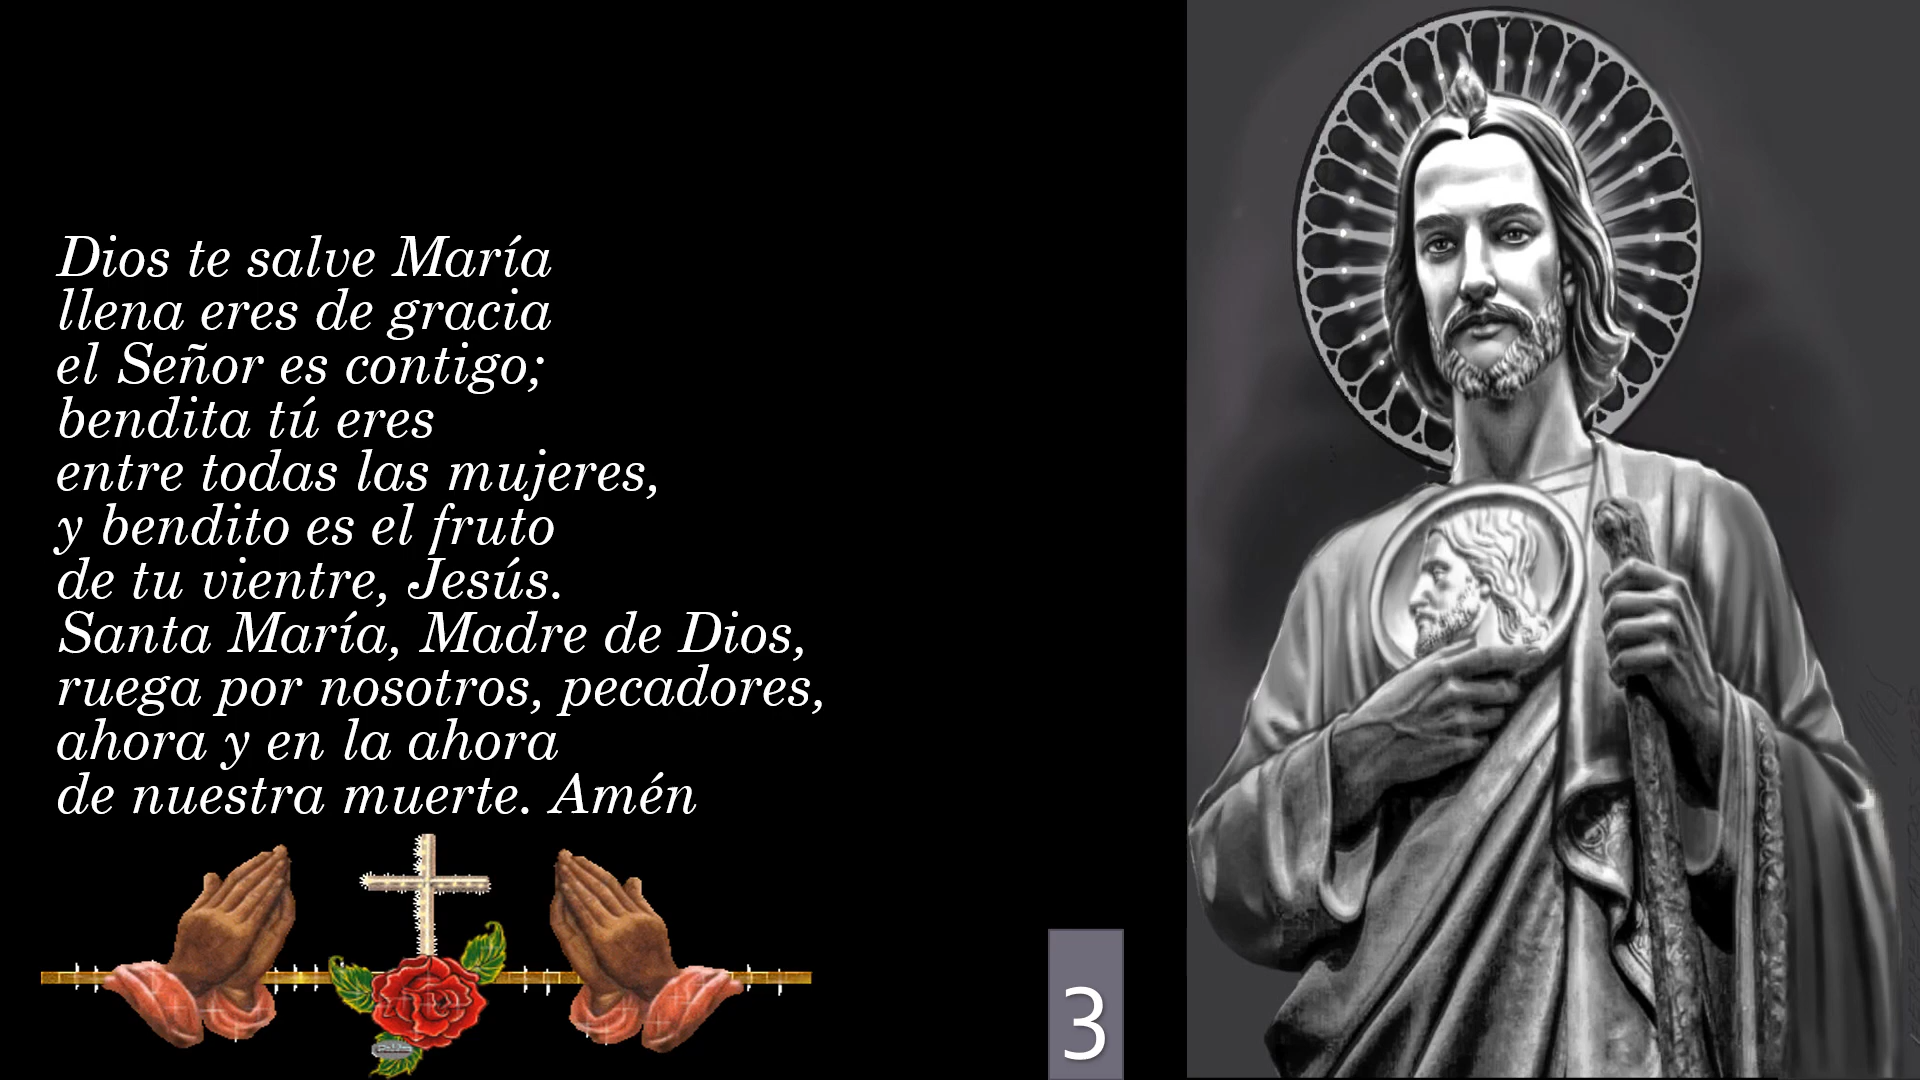 Dios te salve María
llena eres de gracia
el Señor es contigo;
bendita tú eres
entre todas las mujeres,
y bendito es el fruto
de tu vientre, Jesús.
Santa María, Madre de Dios,
ruega por nosotros, pecadores,
ahora y en la ahora
de nuestra muerte. Amén
3